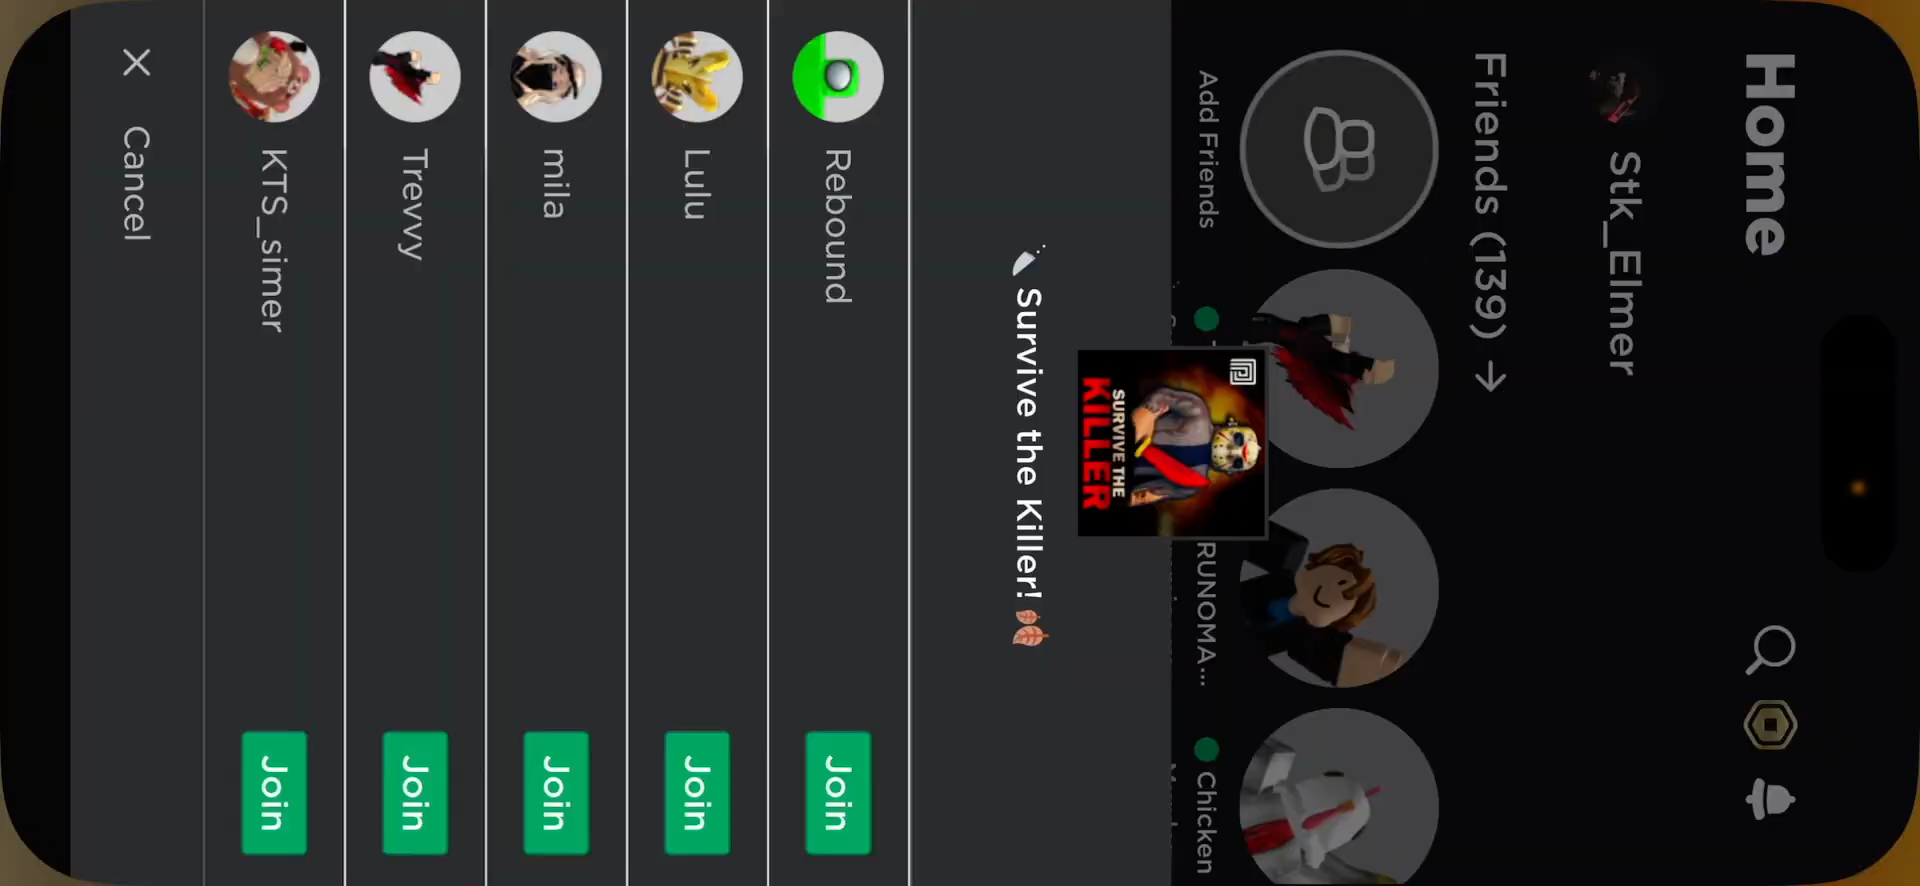 Home
Stk_Elmer
Friends (139) →
Add Friends
RUNOMA...
Chicken
SURVIVE THE
KILLER
🔪 Survive the Killer! 🍂
Rebound
Join
Lulu
Join
mila
Join
Trevvy
Join
KTS_simer
Join
Cancel